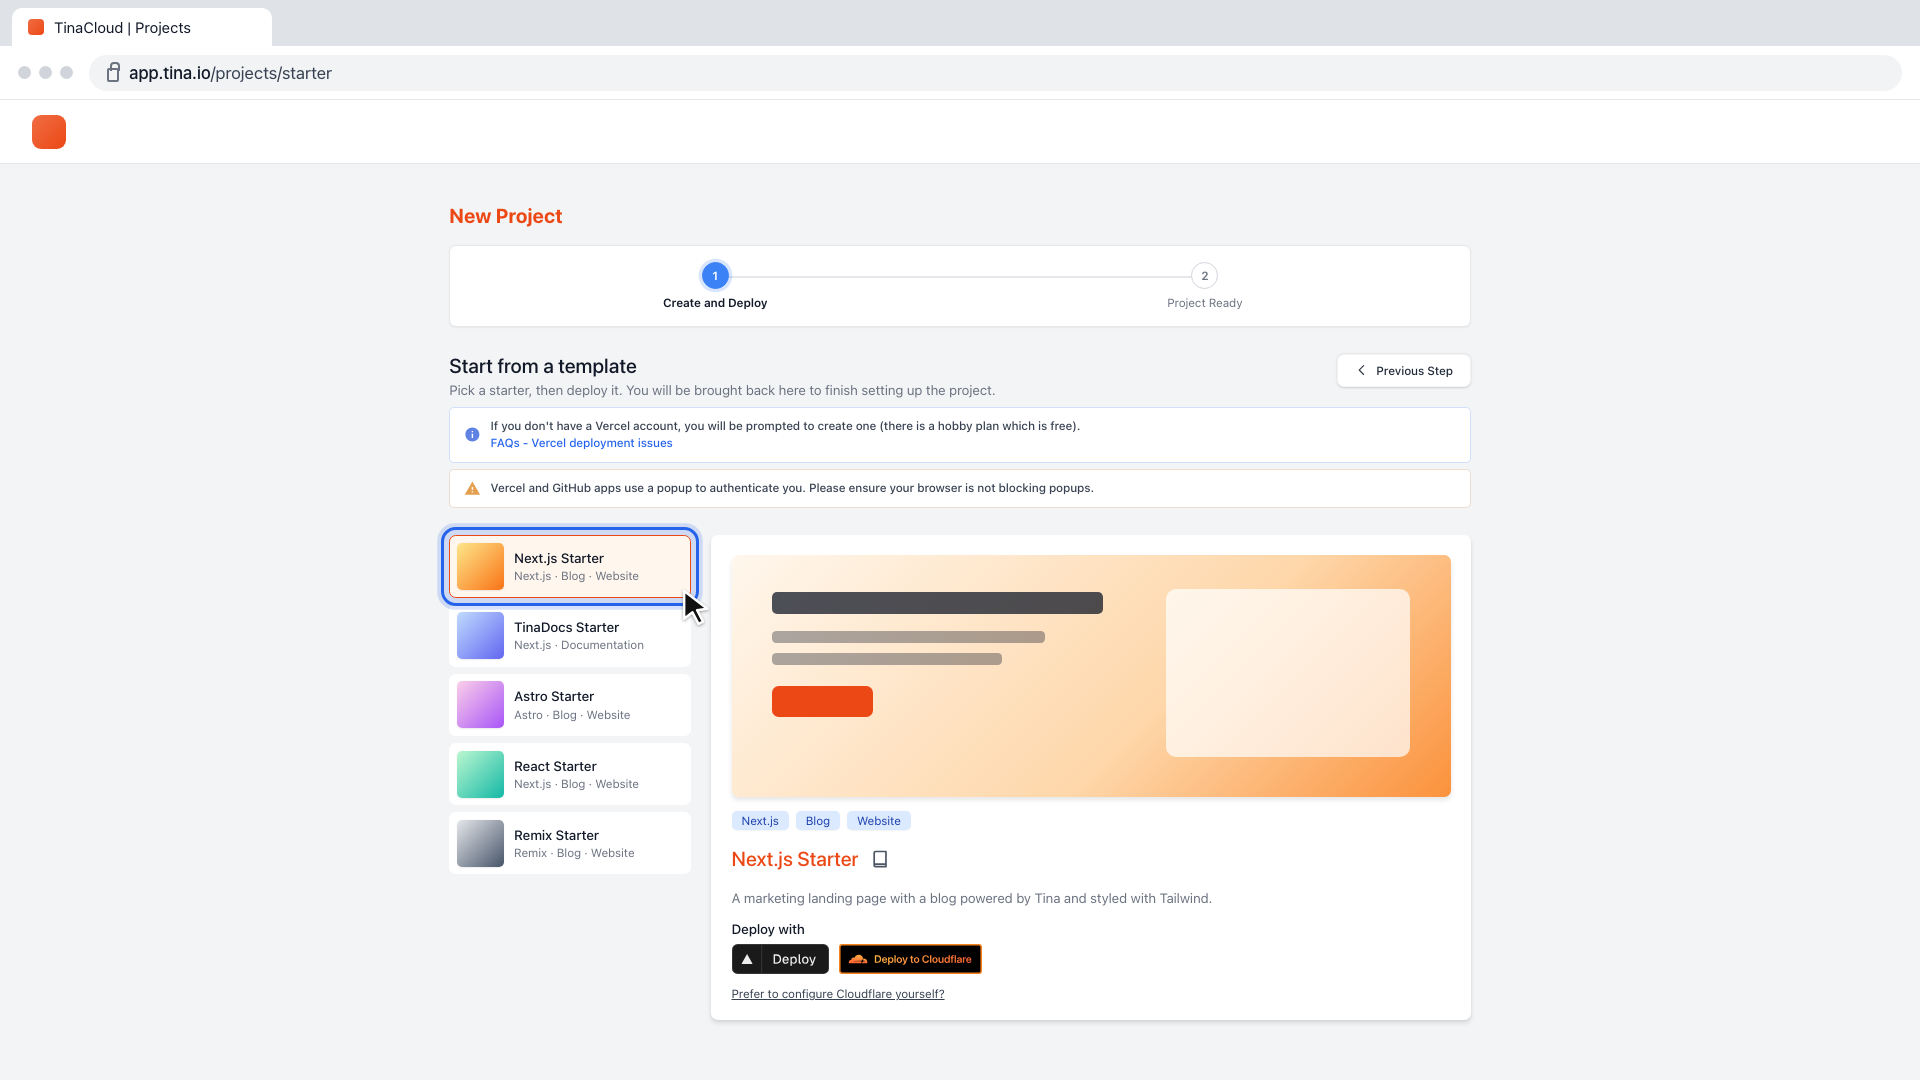 TinaCloud | Projects
app.tina.io/projects/starter
New Project
1
2
Create and Deploy
Project Ready
Start from a template
Previous Step
Pick a starter, then deploy it. You will be brought back here to finish setting up the project.
If you don't have a Vercel account, you will be prompted to create one (there is a hobby plan which is free).
FAQs - Vercel deployment issues
Vercel and GitHub apps use a popup to authenticate you. Please ensure your browser is not blocking popups.
Next.js Starter
Next.js · Blog · Website
TinaDocs Starter
Next.js · Documentation
Astro Starter
Astro · Blog · Website
React Starter
Next.js · Blog · Website
Remix Starter
Remix · Blog · Website
Next.js
Blog
Website
Next.js Starter
A marketing landing page with a blog powered by Tina and styled with Tailwind.
Deploy with
Deploy
Deploy to Cloudflare
Prefer to configure Cloudflare yourself?